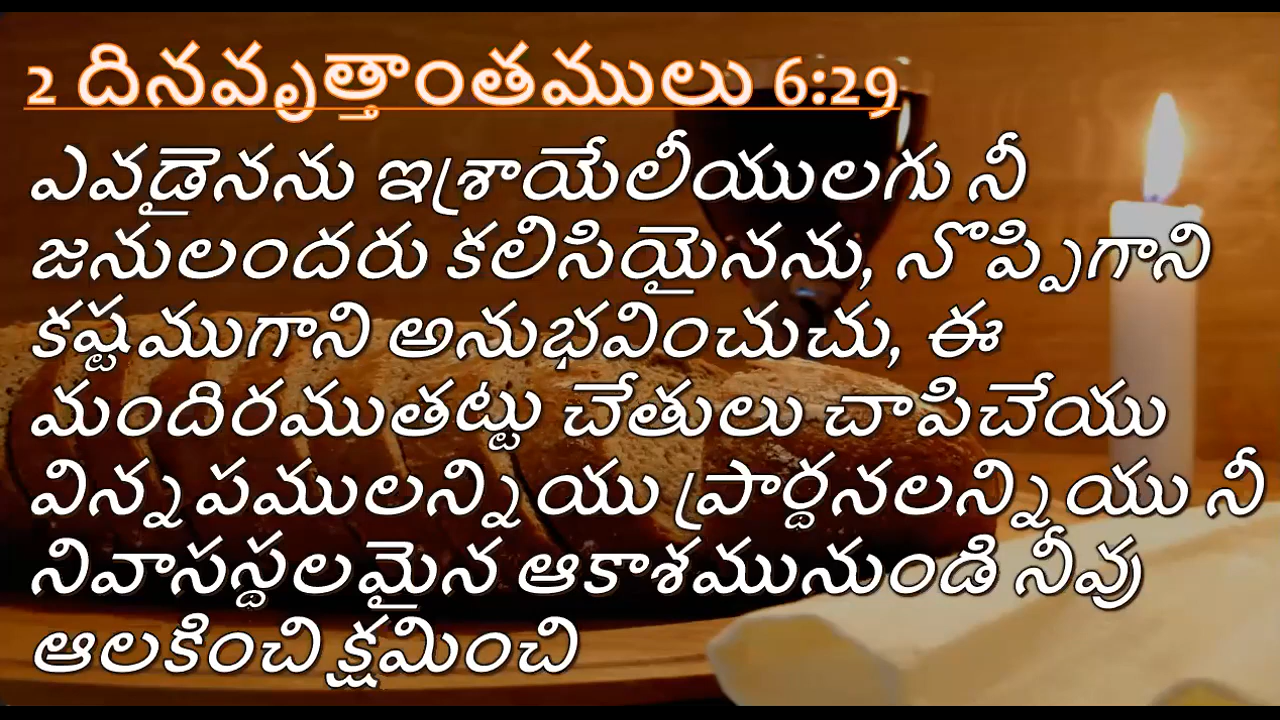 2 దినవృత్తాంతములు 6:29
ఎవడైనను ఇశ్రాయేలీయులగు నీ
జనులందరు కలిసియైనను, నొప్పిగాని
కష్టముగాని అనుభవించుచు, ఈ
మందిరముతట్టు చేతులు చాపిచేయు
విన్నపములన్నియు ప్రార్థనలన్నియు నీ
నివాసస్థలమైన ఆకాశమునుండి నీవు
ఆలకించి క్షమించి